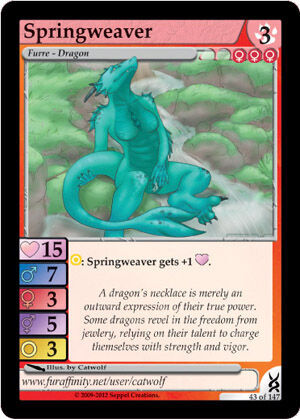 Springweaver
3
Furre - Dragon
15
7
3
5
3
: Springweaver gets +1 .
A dragon's necklace is merely an
outward expression of their true power.
Some dragons revel in the freedom from
jewelry, relying on their talent to charge
themselves with strength and vigor.
Illus. by Catwolf
www.furaffinity.net/user/catwolf
43 of 147
© 2009-2012 Seppel Creations.